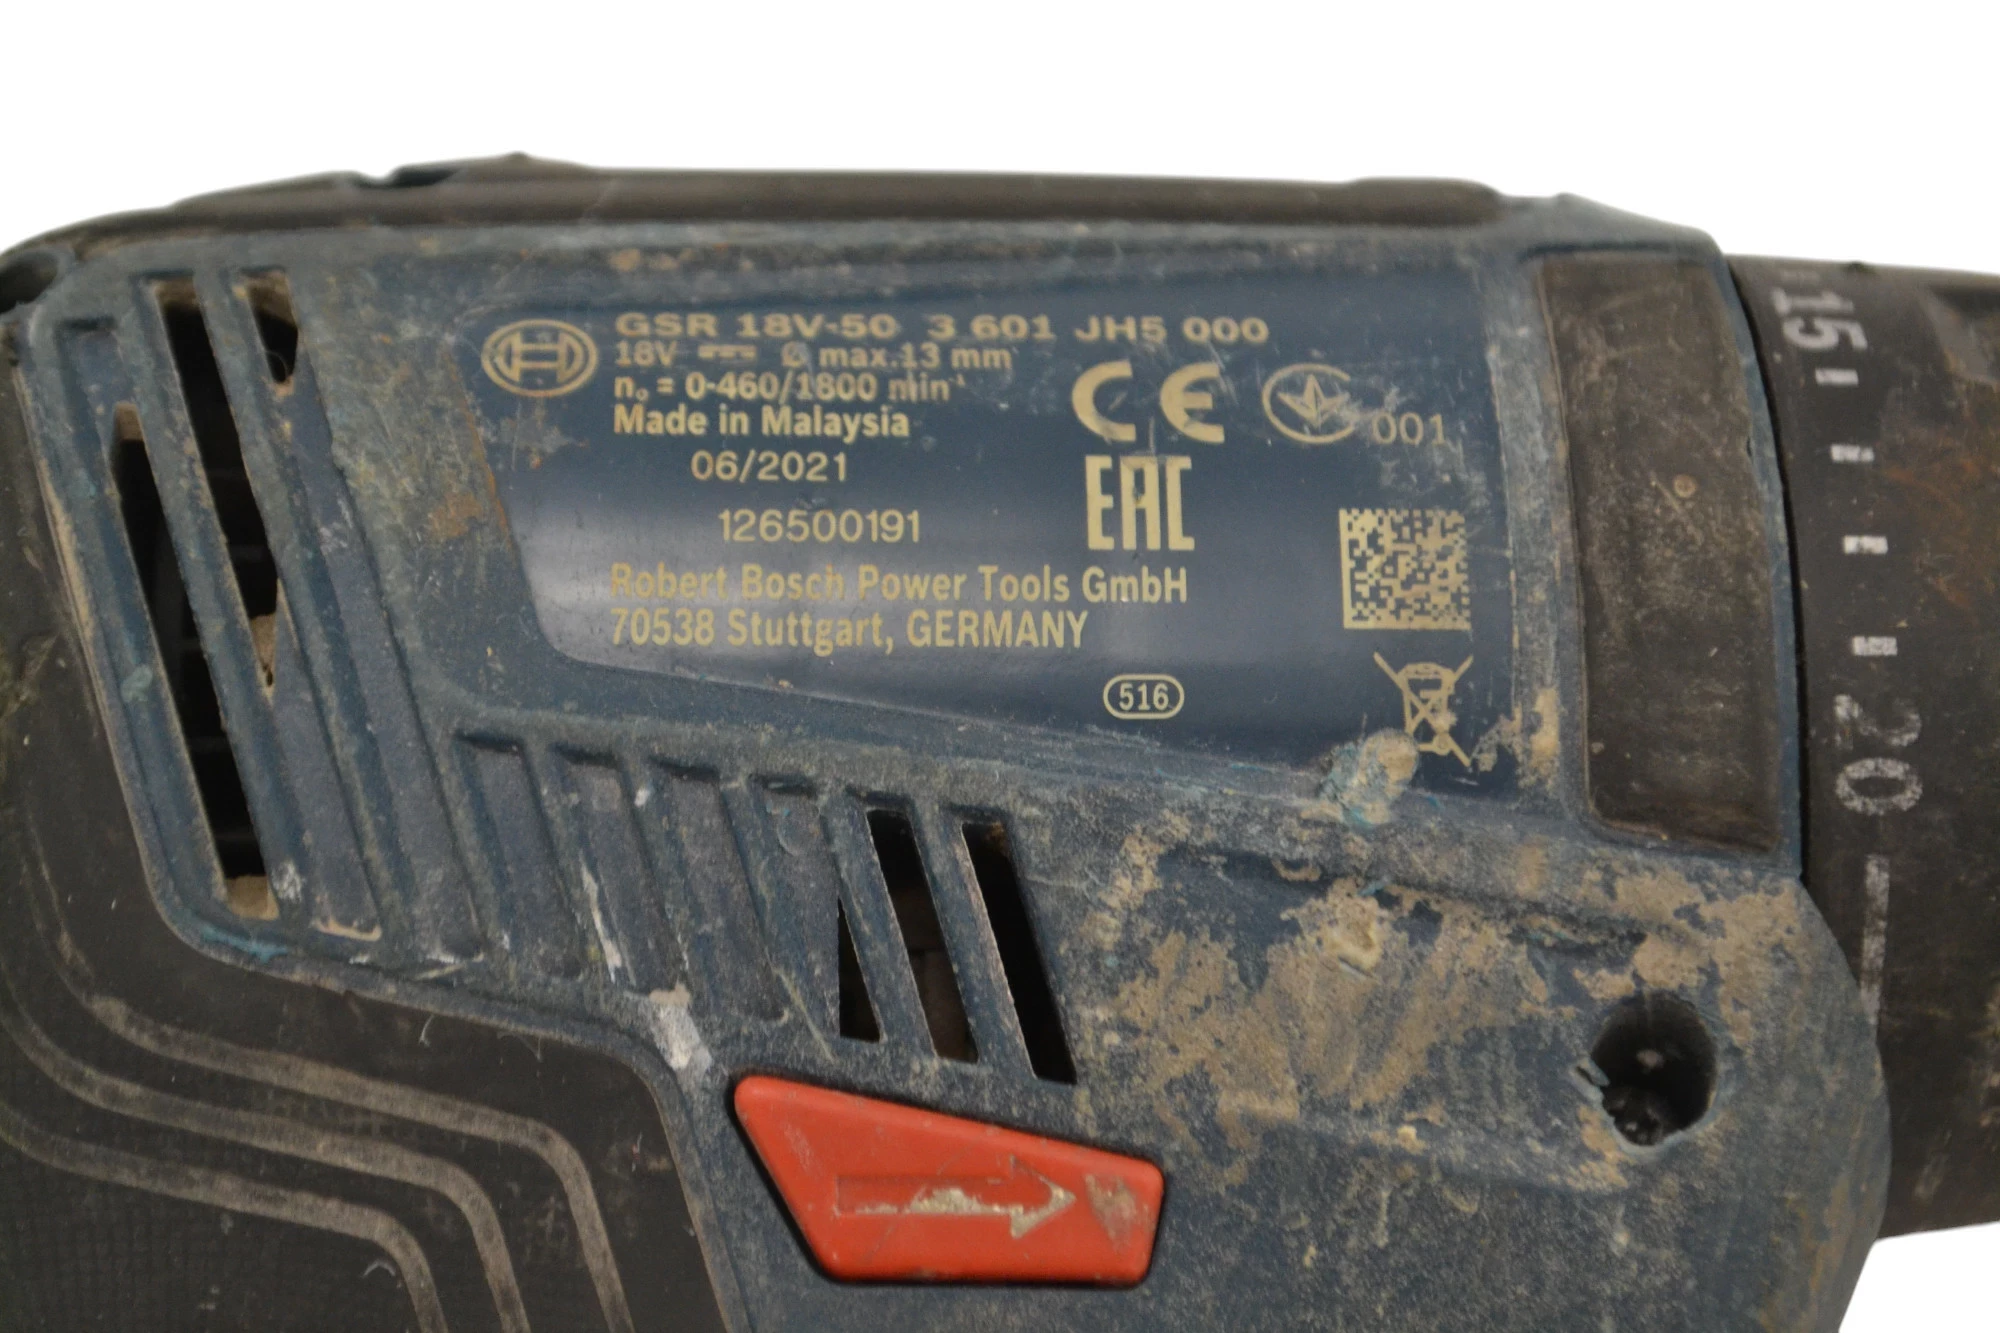 GSR 18V-50 3 601 JH5 000
18V ⎓ Ø max.13 mm
n₀ = 0-460/1800 min⁻¹
Made in Malaysia
CE
001
06/2021
EAC
126500191
Robert Bosch Power Tools GmbH
70538 Stuttgart, GERMANY
516
15
20